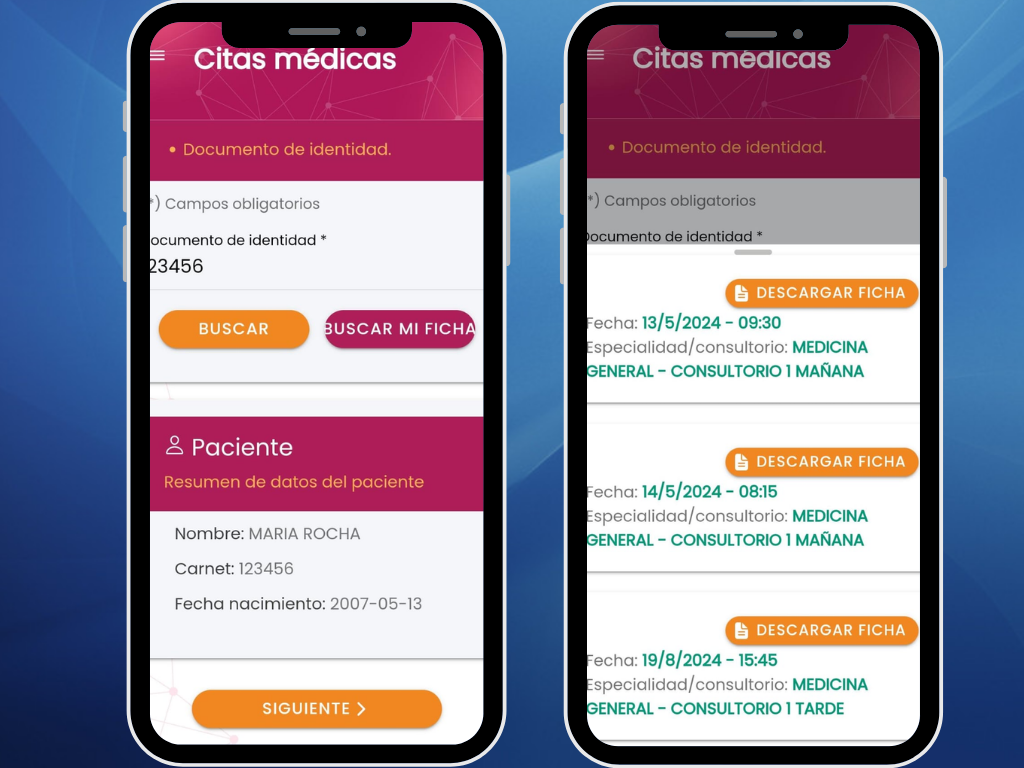 Citas médicas
• Documento de identidad.
*) Campos obligatorios
ocumento de identidad *
23456
BUSCAR
BUSCAR MI FICHA
Paciente
Resumen de datos del paciente
Nombre: MARIA ROCHA
Carnet: 123456
Fecha nacimiento: 2007-05-13
SIGUIENTE >
Citas médicas
• Documento de identidad.
*) Campos obligatorios
Documento de identidad *
DESCARGAR FICHA
Fecha: 13/5/2024 - 09:30
Especialidad/consultorio: MEDICINA
GENERAL - CONSULTORIO 1 MAÑANA
DESCARGAR FICHA
Fecha: 14/5/2024 - 08:15
Especialidad/consultorio: MEDICINA
GENERAL - CONSULTORIO 1 MAÑANA
DESCARGAR FICHA
Fecha: 19/8/2024 - 15:45
Especialidad/consultorio: MEDICINA
GENERAL - CONSULTORIO 1 TARDE